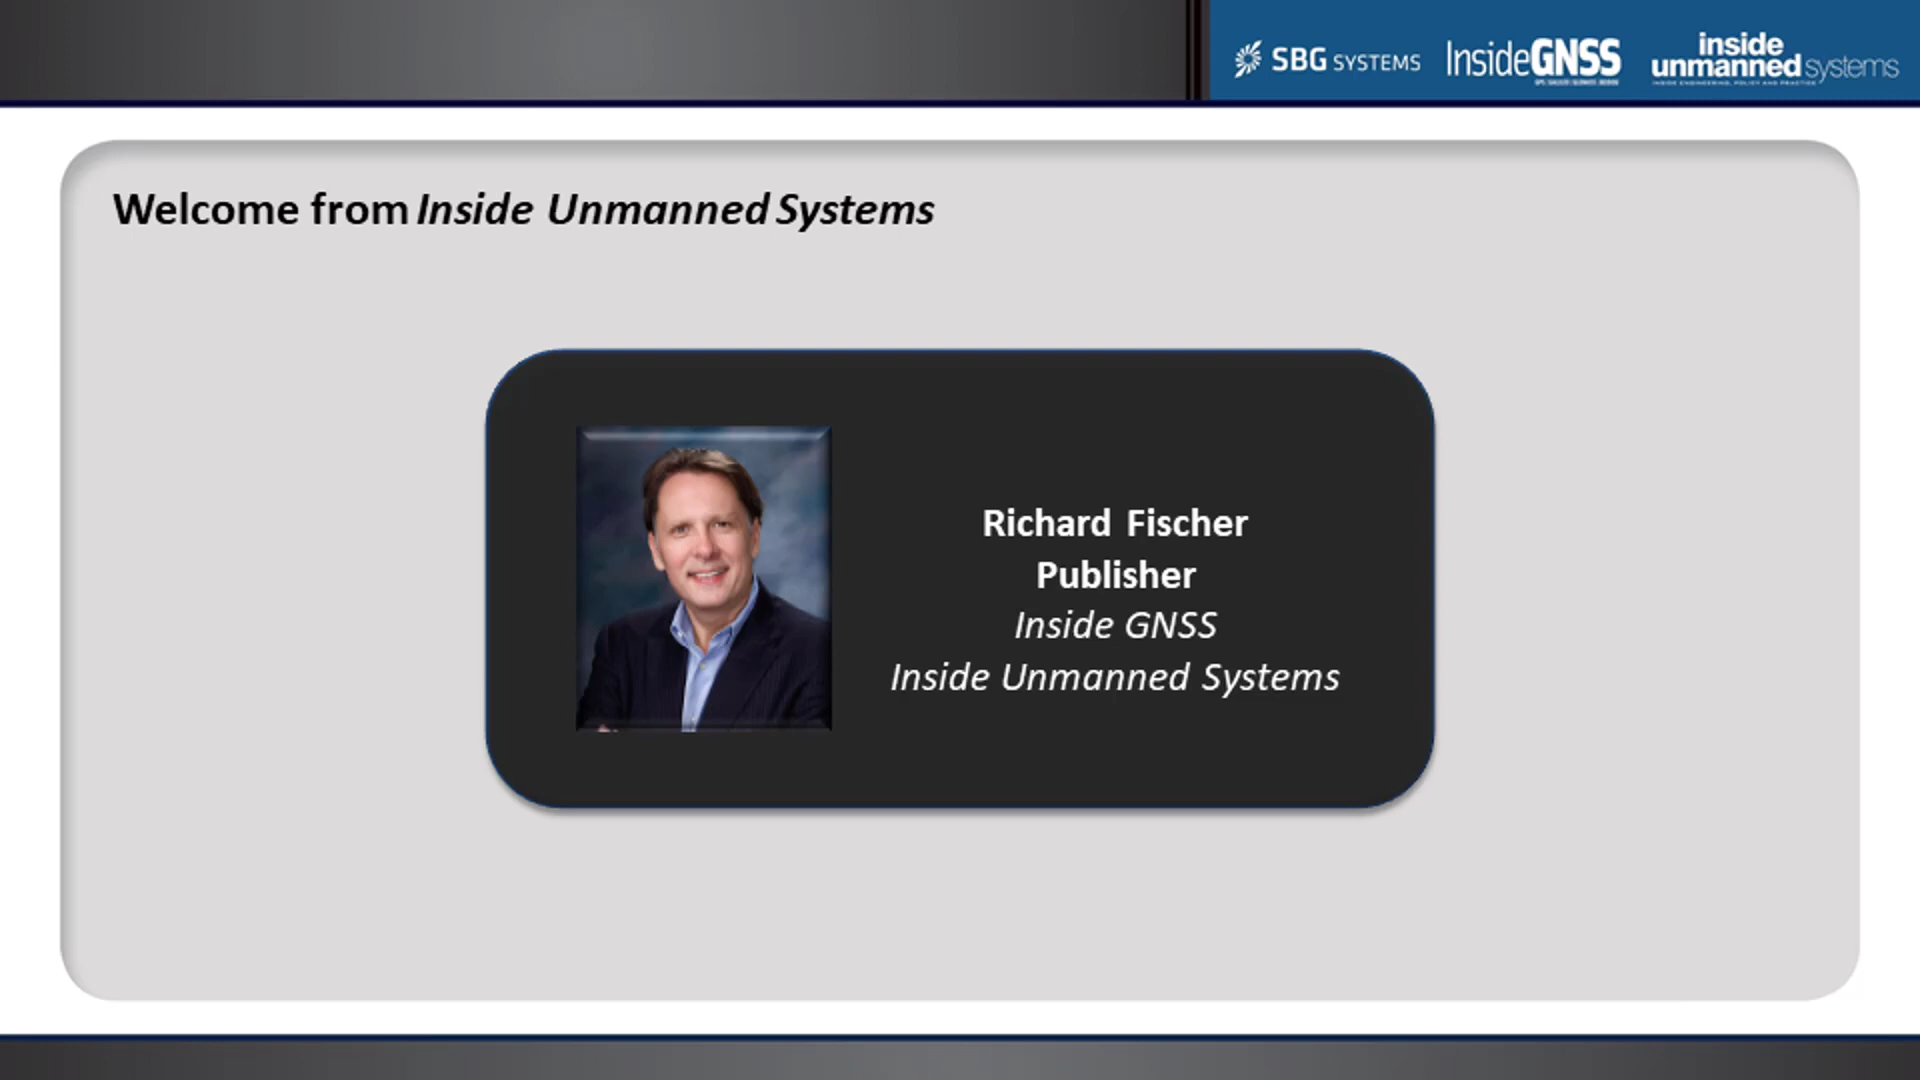 SBG SYSTEMS
InsideGNSS
inside
unmanned systems
Welcome from Inside Unmanned Systems
Richard Fischer
Publisher
Inside GNSS
Inside Unmanned Systems